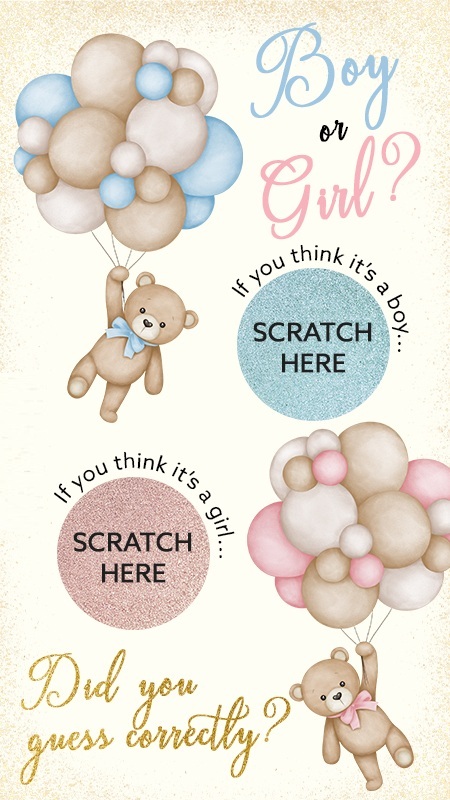 Boy
or
Girl?
If you think it's a boy...
SCRATCH
HERE
If you think it's a girl...
SCRATCH
HERE
Did you
guess correctly?